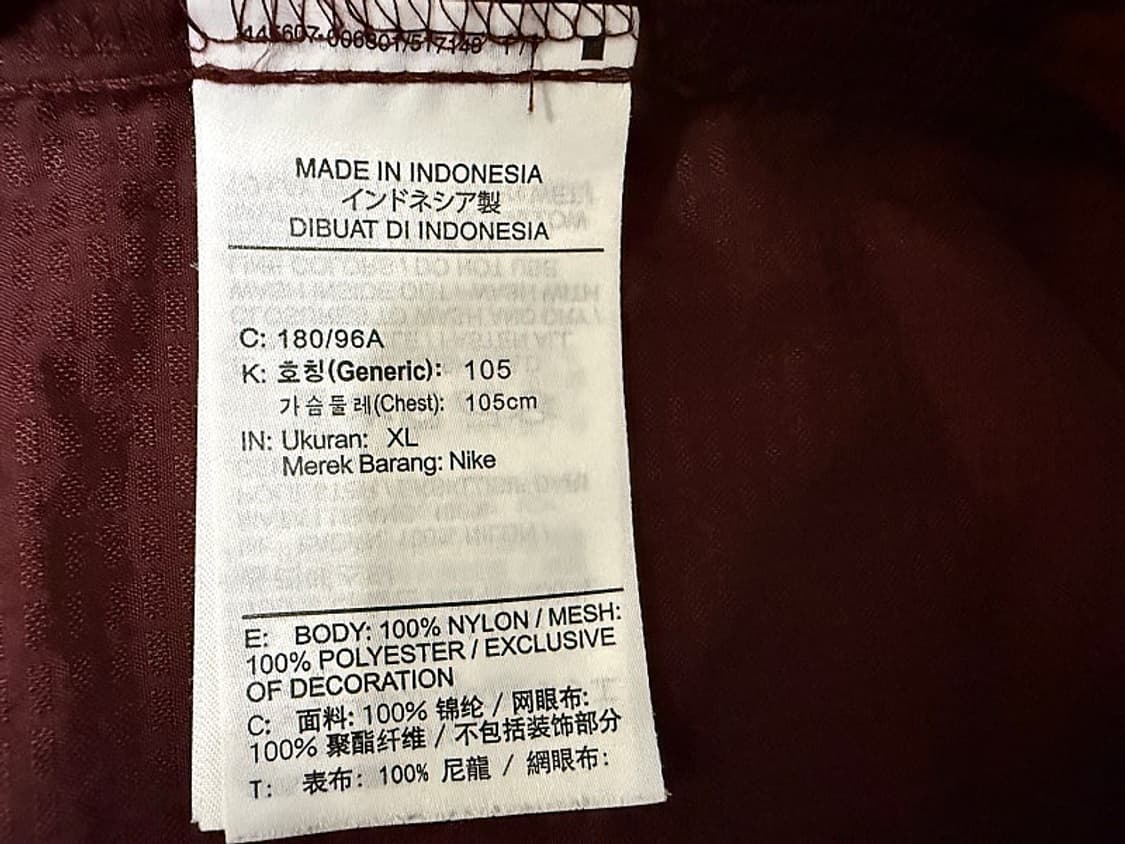 MADE IN INDONESIA
インドネシア製
DIBUAT DI INDONESIA
C: 180/96A
K: 호칭(Generic): 105
가슴둘레(Chest): 105cm
IN: Ukuran: XL
Merek Barang: Nike
E: BODY: 100% NYLON / MESH:
100% POLYESTER / EXCLUSIVE
OF DECORATION
C: 面料: 100% 锦纶 / 网眼布:
100% 聚酯纤维 / 不包括装饰部分
T: 表布: 100% 尼龍 / 網眼布: